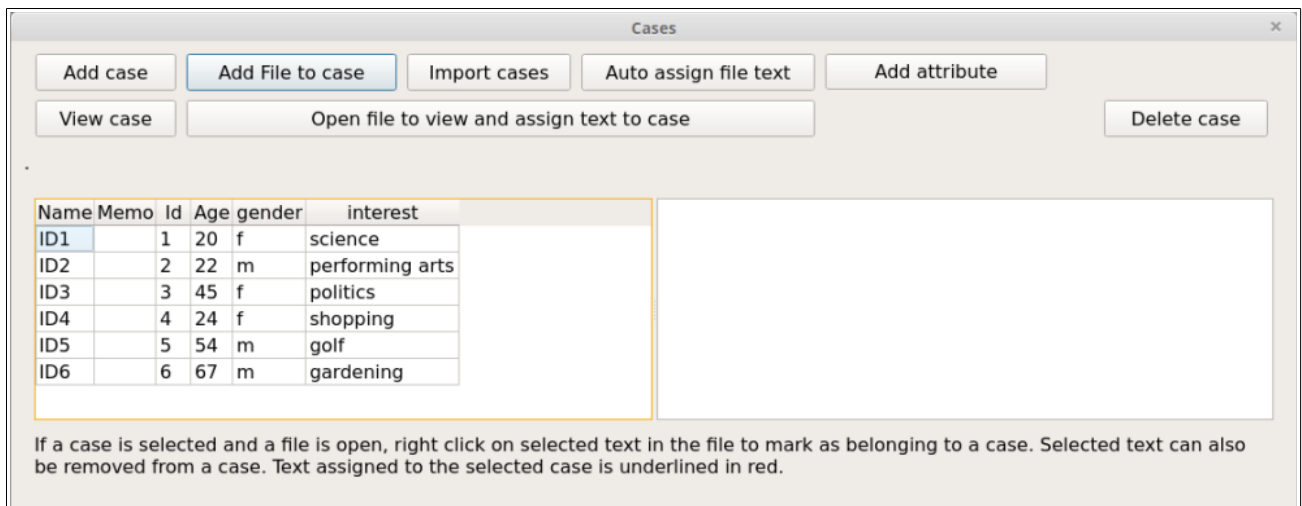 Cases ×
Add case Add File to case Import cases Auto assign file text Add attribute
View case Open file to view and assign text to case Delete case
.
Name Memo Id Age gender interest
ID1 1 20 f science
ID2 2 22 m performing arts
ID3 3 45 f politics
ID4 4 24 f shopping
ID5 5 54 m golf
ID6 6 67 m gardening
If a case is selected and a file is open, right click on selected text in the file to mark as belonging to a case. Selected text can also
be removed from a case. Text assigned to the selected case is underlined in red.